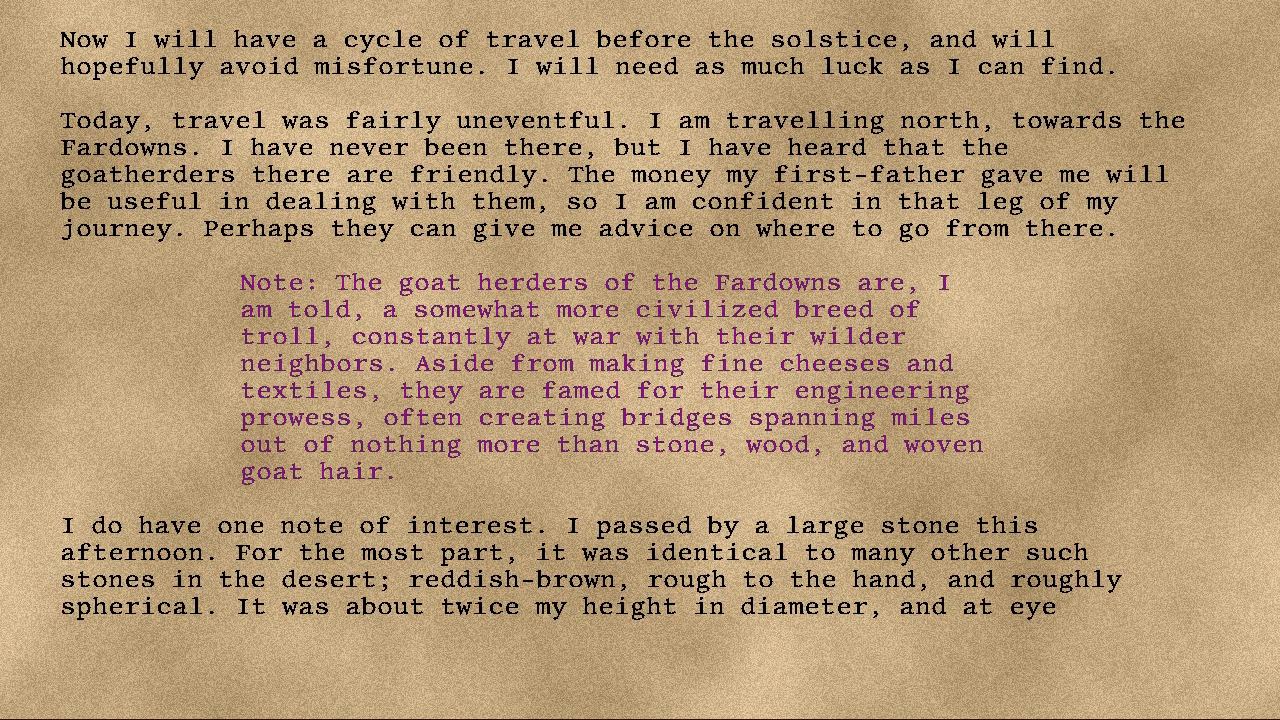 Now I will have a cycle of travel before the solstice, and will
hopefully avoid misfortune. I will need as much luck as I can find.
Today, travel was fairly uneventful. I am travelling north, towards the
Fardowns. I have never been there, but I have heard that the
goatherders there are friendly. The money my first-father gave me will
be useful in dealing with them, so I am confident in that leg of my
journey. Perhaps they can give me advice on where to go from there.
Note: The goat herders of the Fardowns are, I
am told, a somewhat more civilized breed of
troll, constantly at war with their wilder
neighbors. Aside from making fine cheeses and
textiles, they are famed for their engineering
prowess, often creating bridges spanning miles
out of nothing more than stone, wood, and woven
goat hair.
I do have one note of interest. I passed by a large stone this
afternoon. For the most part, it was identical to many other such
stones in the desert; reddish-brown, rough to the hand, and roughly
spherical. It was about twice my height in diameter, and at eye